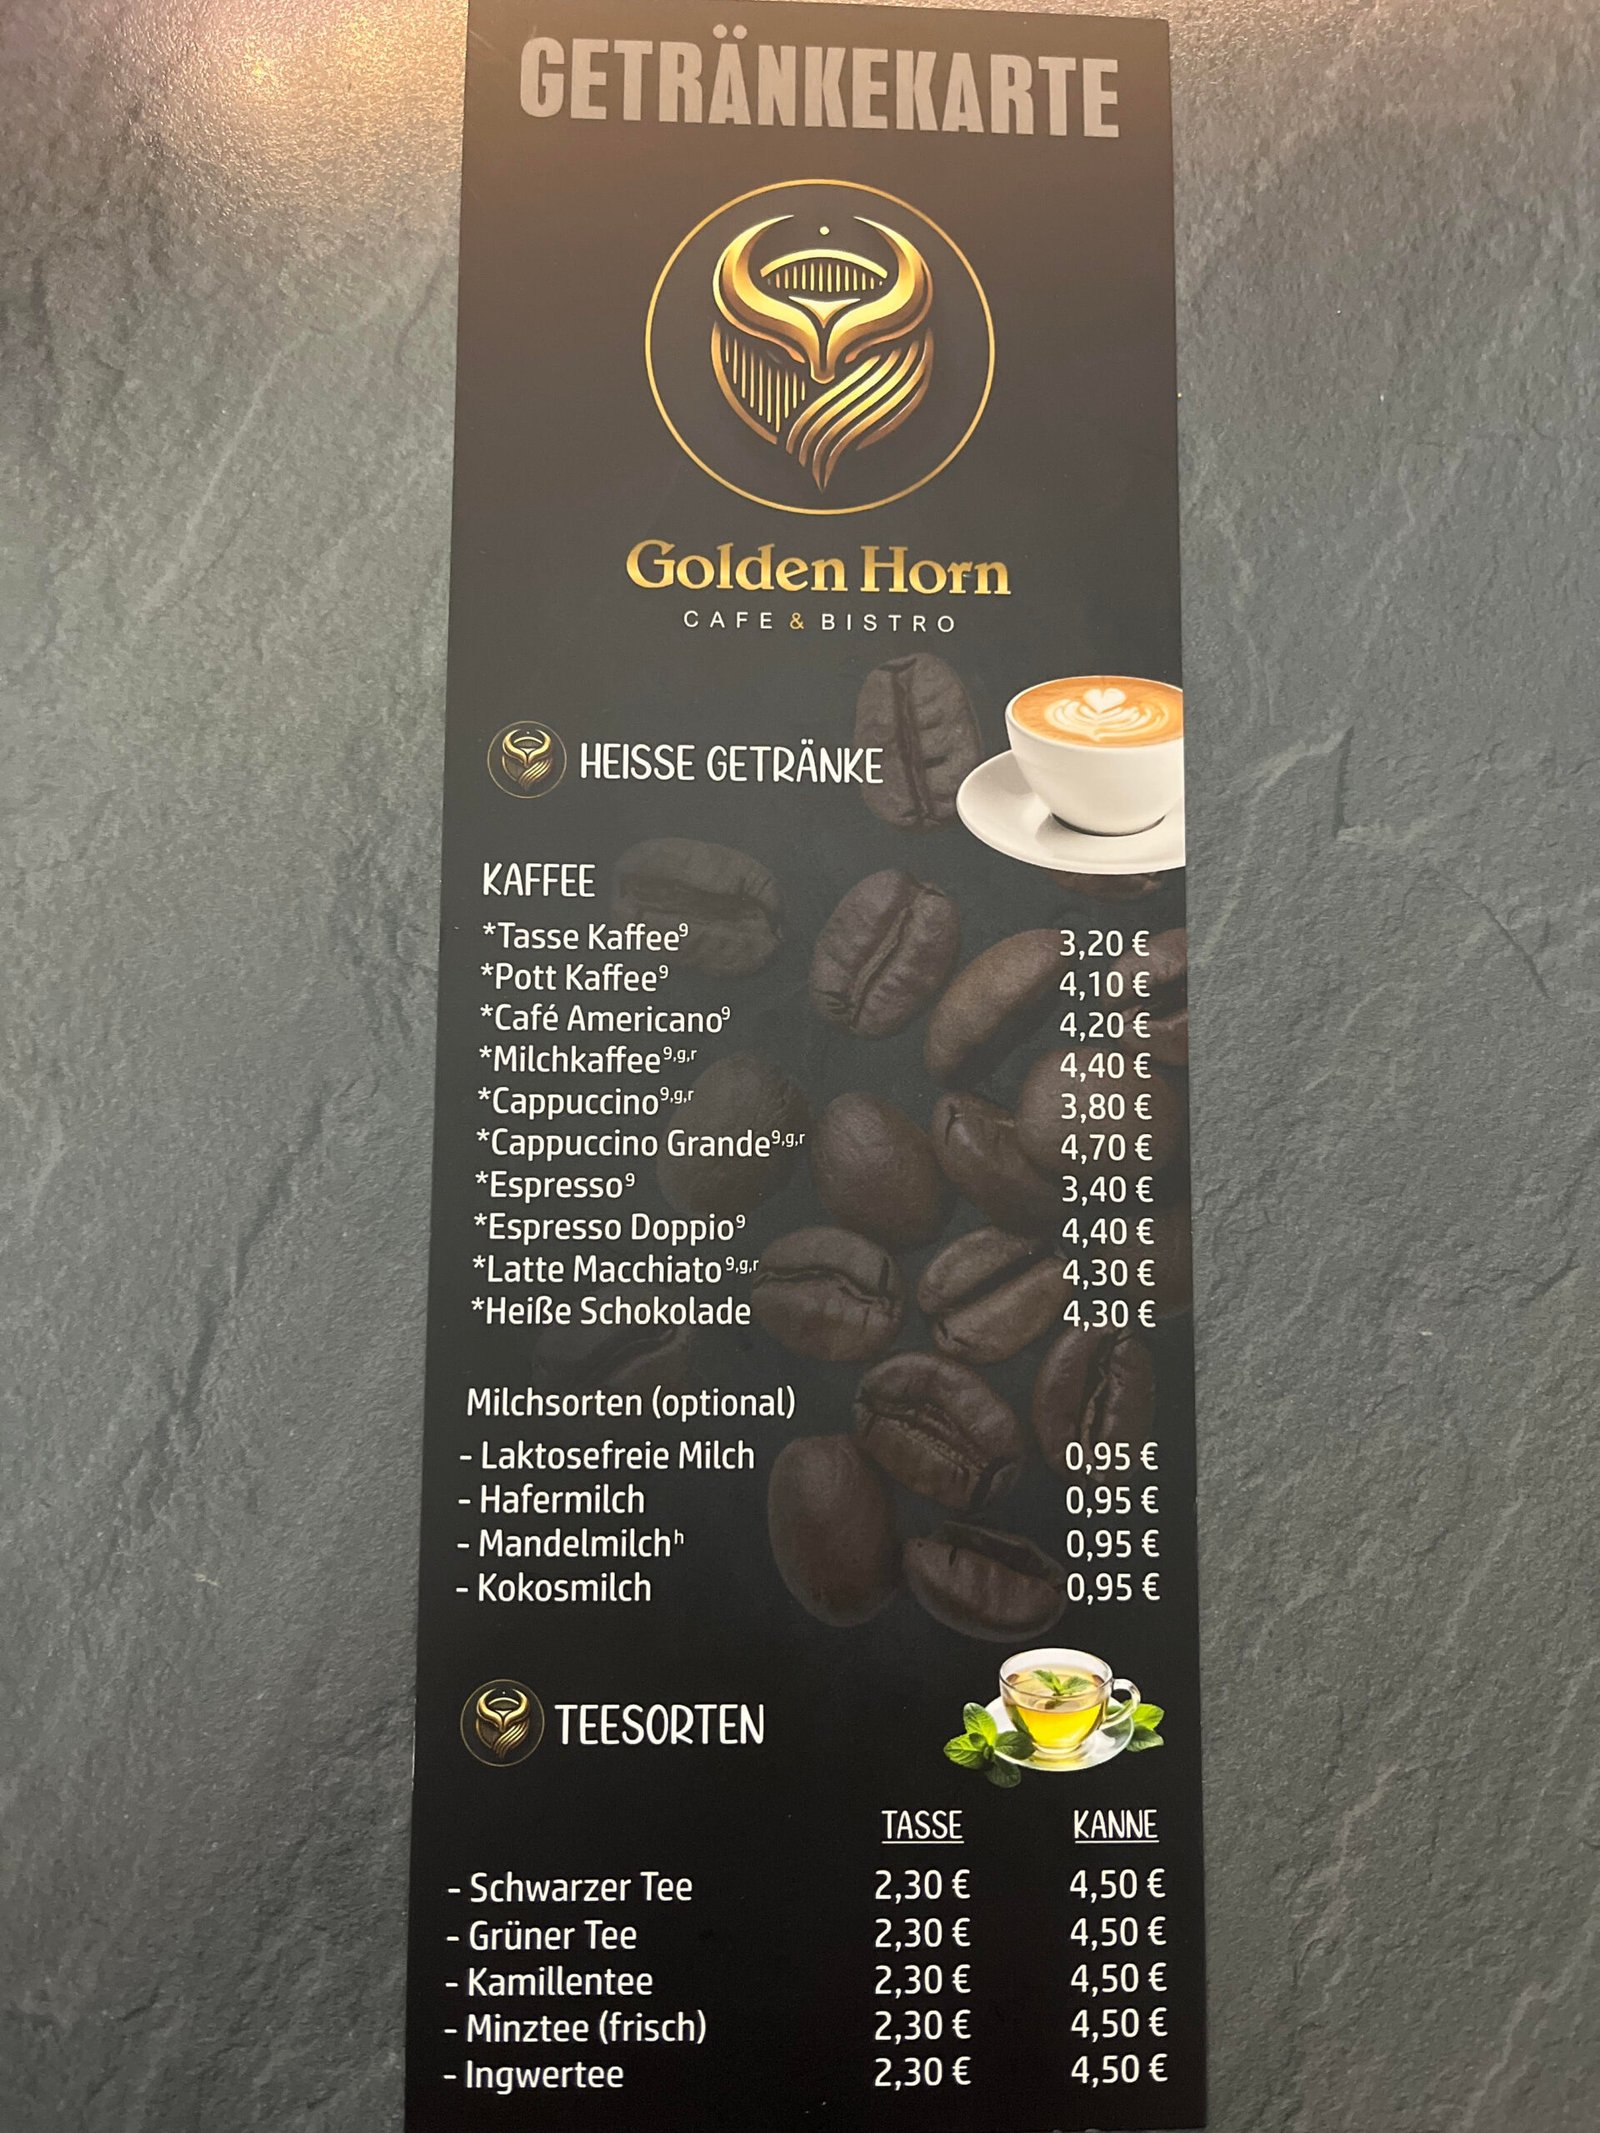 GETRÄNKEKARTE
Golden Horn
CAFE & BISTRO
HEISSE GETRÄNKE
KAFFEE
*Tasse Kaffee⁹ 3,20 €
*Pott Kaffee⁹ 4,10 €
*Café Americano⁹ 4,20 €
*Milchkaffee⁹,g,r 4,40 €
*Cappuccino⁹,g,r 3,80 €
*Cappuccino Grande⁹,g,r 4,70 €
*Espresso⁹ 3,40 €
*Espresso Doppio⁹ 4,40 €
*Latte Macchiato⁹,g,r 4,30 €
*Heiße Schokolade 4,30 €
Milchsorten (optional)
- Laktosefreie Milch 0,95 €
- Hafermilch 0,95 €
- Mandelmilchʰ 0,95 €
- Kokosmilch 0,95 €
TEESORTEN
TASSE KANNE
- Schwarzer Tee 2,30 € 4,50 €
- Grüner Tee 2,30 € 4,50 €
- Kamillentee 2,30 € 4,50 €
- Minztee (frisch) 2,30 € 4,50 €
- Ingwertee 2,30 € 4,50 €